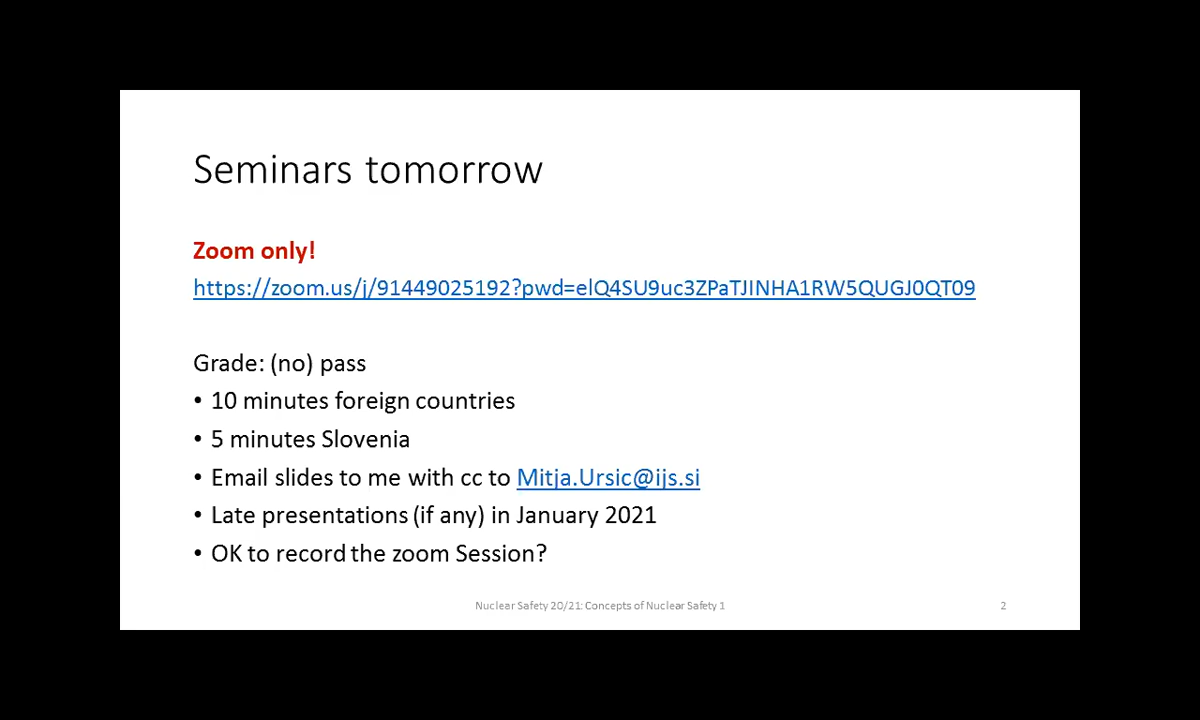 Seminars tomorrow
Zoom only!
https://zoom.us/j/91449025192?pwd=elQ4SU9uc3ZPaTJINHA1RW5QUGJ0QT09
Grade: (no) pass
• 10 minutes foreign countries
• 5 minutes Slovenia
• Email slides to me with cc to Mitja.Ursic@ijs.si
• Late presentations (if any) in January 2021
• OK to record the zoom Session?
Nuclear Safety 20/21: Concepts of Nuclear Safety 1
2